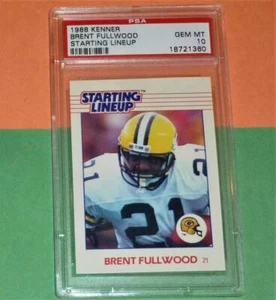 PSA
1988 KENNER
BRENT FULLWOOD
STARTING LINEUP
GEM MT
10
18721360
STARTING
LINEUP
21
G
BRENT FULLWOOD 21